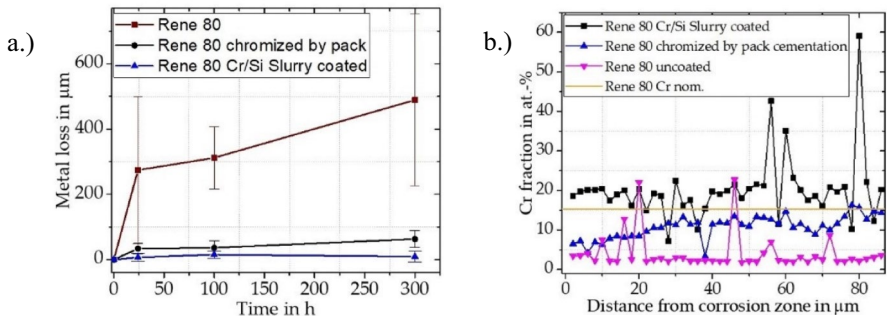 a.)
Metal loss in µm
600
400
200
0
Rene 80
Rene 80 chromized by pack
Rene 80 Cr/Si Slurry coated
0 50 100 150 200 250 300
Time in h
b.)
Cr fraction in at.-%
60
50
40
30
20
10
0
Rene 80 Cr/Si Slurry coated
Rene 80 chromized by pack cementation
Rene 80 uncoated
Rene 80 Cr nom.
0 20 40 60 80
Distance from corrosion zone in µm